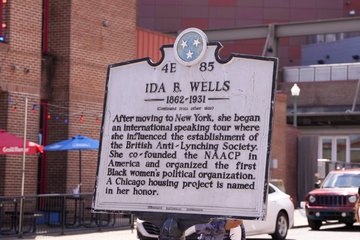 4E 85
IDA B. WELLS
1862-1931
(Continued from other side)
After moving to New York, she began
an international speaking tour where
she influenced the establishment of
the British Anti-Lynching Society.
She co-founded the NAACP in
America and organized the first
Black women's political organization.
A Chicago housing project is named
in her honor.